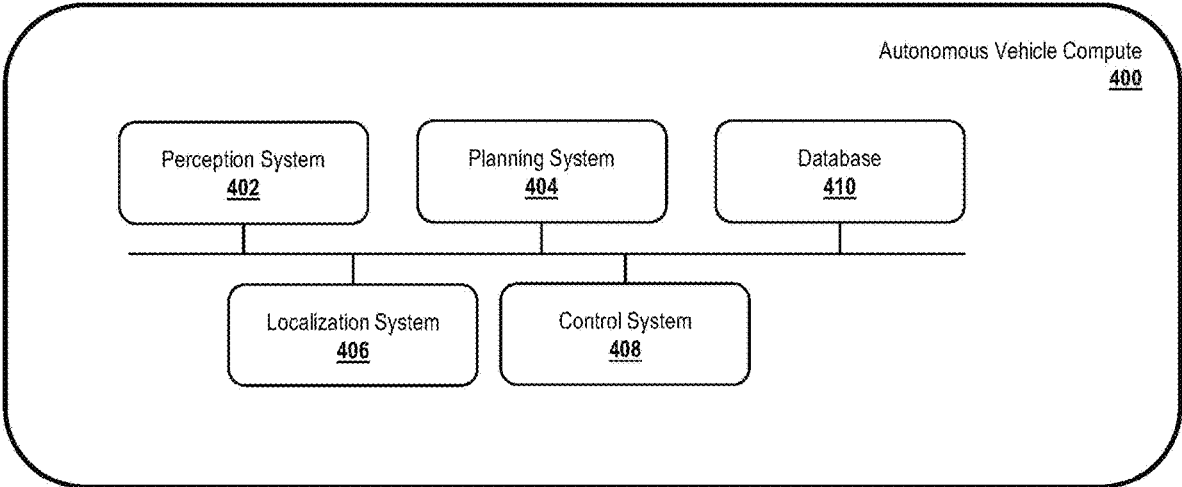 Autonomous Vehicle Compute
400
Perception System
402
Planning System
404
Database
410
Localization System
406
Control System
408